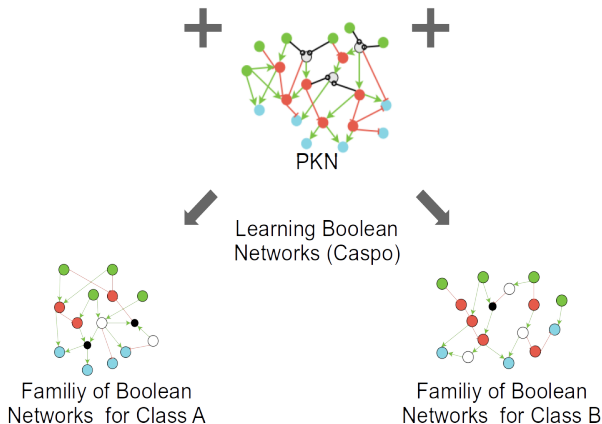 PKN
Learning Boolean
Networks (Caspo)
Familiy of Boolean
Networks for Class A
Familiy of Boolean
Networks for Class B